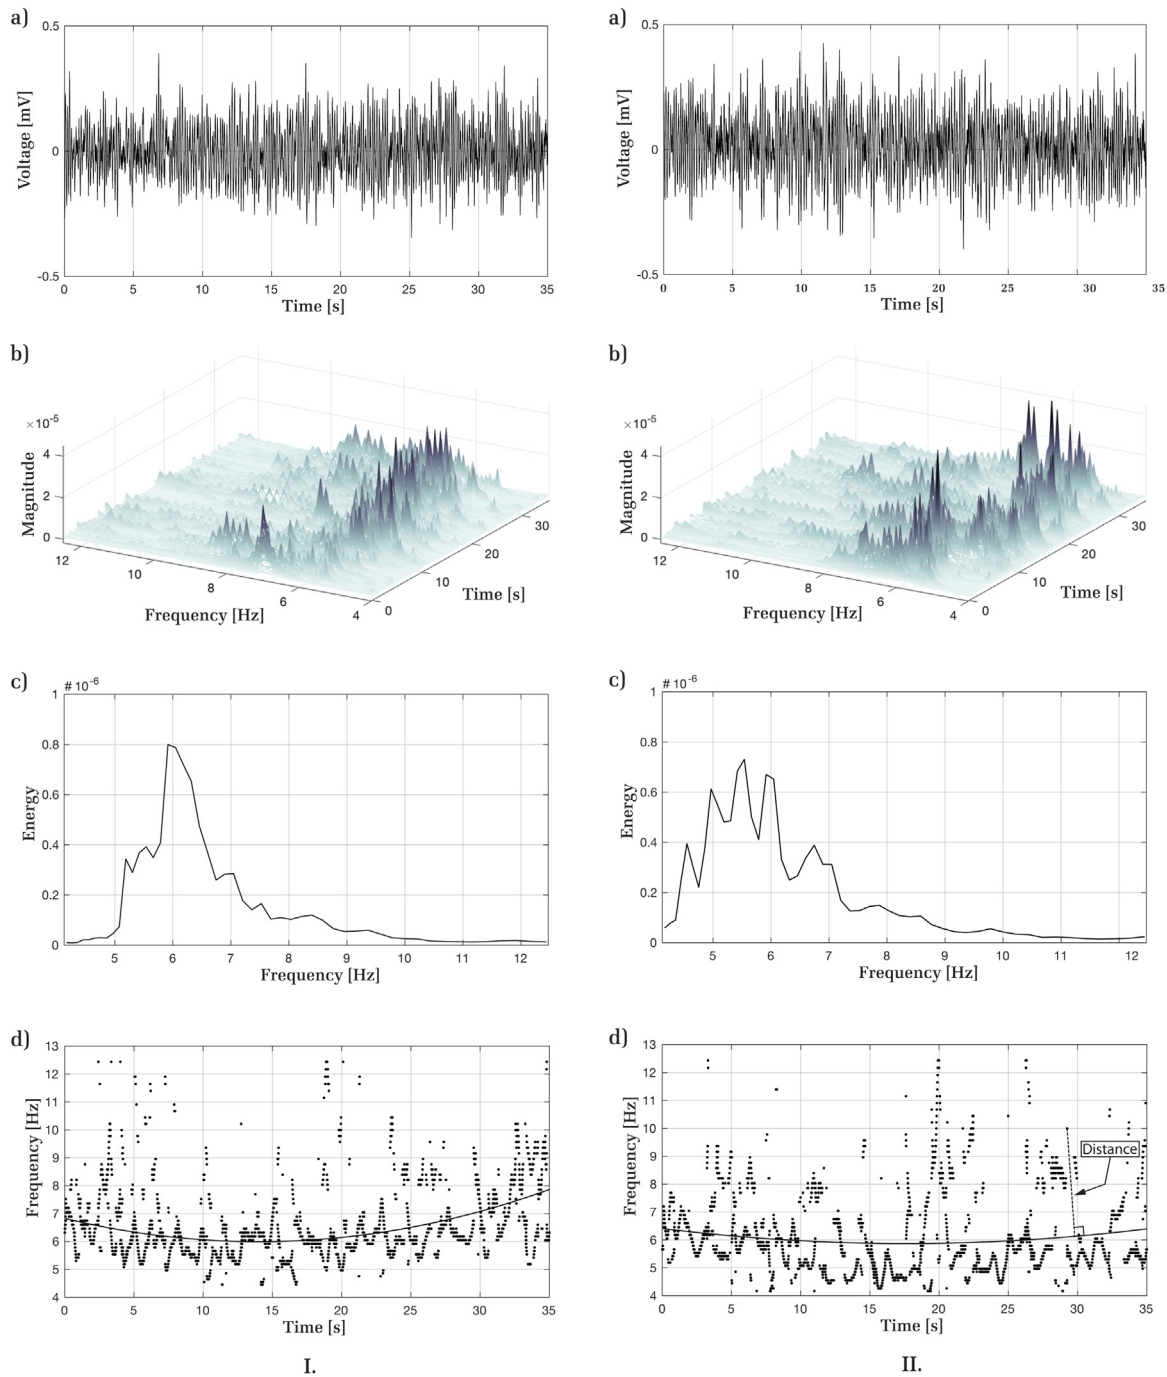 a)
0.5
0
-0.5
Voltage [mV]
0 5 10 15 20 25 30 35
Time [s]
a)
0.5
0
-0.5
Voltage [mV]
0 5 10 15 20 25 30 35
Time [s]
b)
×10⁻⁵
4
2
0
Magnitude
12 10 8 6 4
Frequency [Hz]
0 10 20 30
Time [s]
b)
×10⁻⁵
4
2
0
Magnitude
12 10 8 6 4
Frequency [Hz]
0 10 20 30
Time [s]
c)
# 10⁻⁶
1
0.8
0.6
0.4
0.2
0
Energy
5 6 7 8 9 10 11 12
Frequency [Hz]
c)
# 10⁻⁶
1
0.8
0.6
0.4
0.2
0
Energy
5 6 7 8 9 10 11 12
Frequency [Hz]
d)
13
12
11
10
9
8
7
6
5
4
Frequency [Hz]
0 5 10 15 20 25 30 35
Time [s]
I.
d)
13
12
11
10
9
8
7
6
5
4
Frequency [Hz]
Distance
0 5 10 15 20 25 30 35
Time [s]
II.